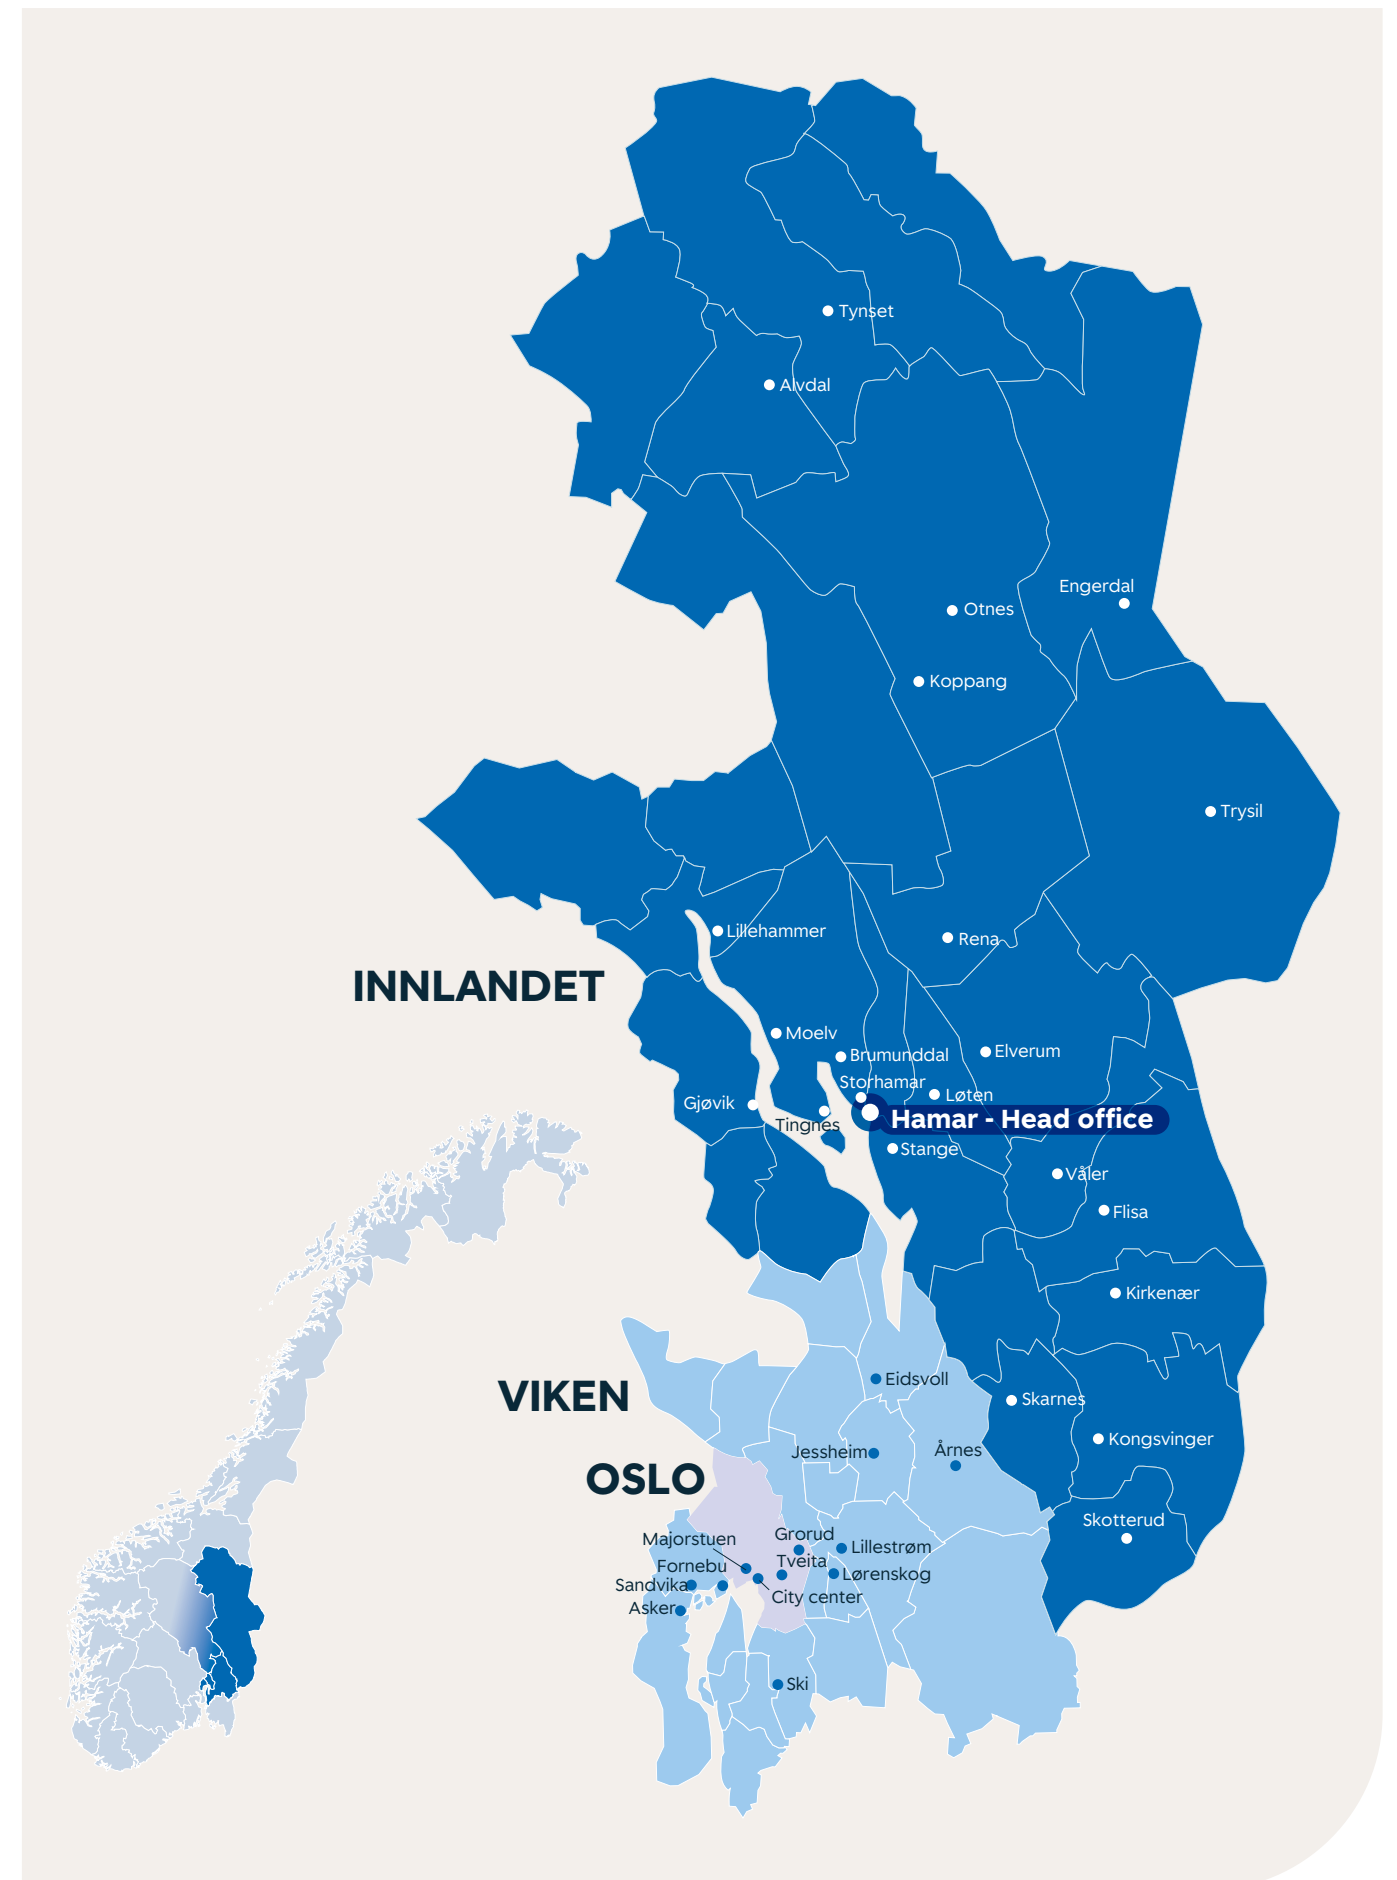 Tynset
Alvdal
Engerdal
Otnes
Koppang
Trysil
Lillehammer
Rena
INNLANDET
Moelv
Elverum
Brumunddal
Storhamar
Løten
Gjøvik
Hamar - Head office
Tingnes
Stange
Våler
Flisa
Kirkenær
Eidsvoll
VIKEN
Skarnes
Kongsvinger
Jessheim
Årnes
OSLO
Skotterud
Grorud
Majorstuen
Lillestrøm
Tveita
Fornebu
Lørenskog
Sandvika
City center
Asker
Ski